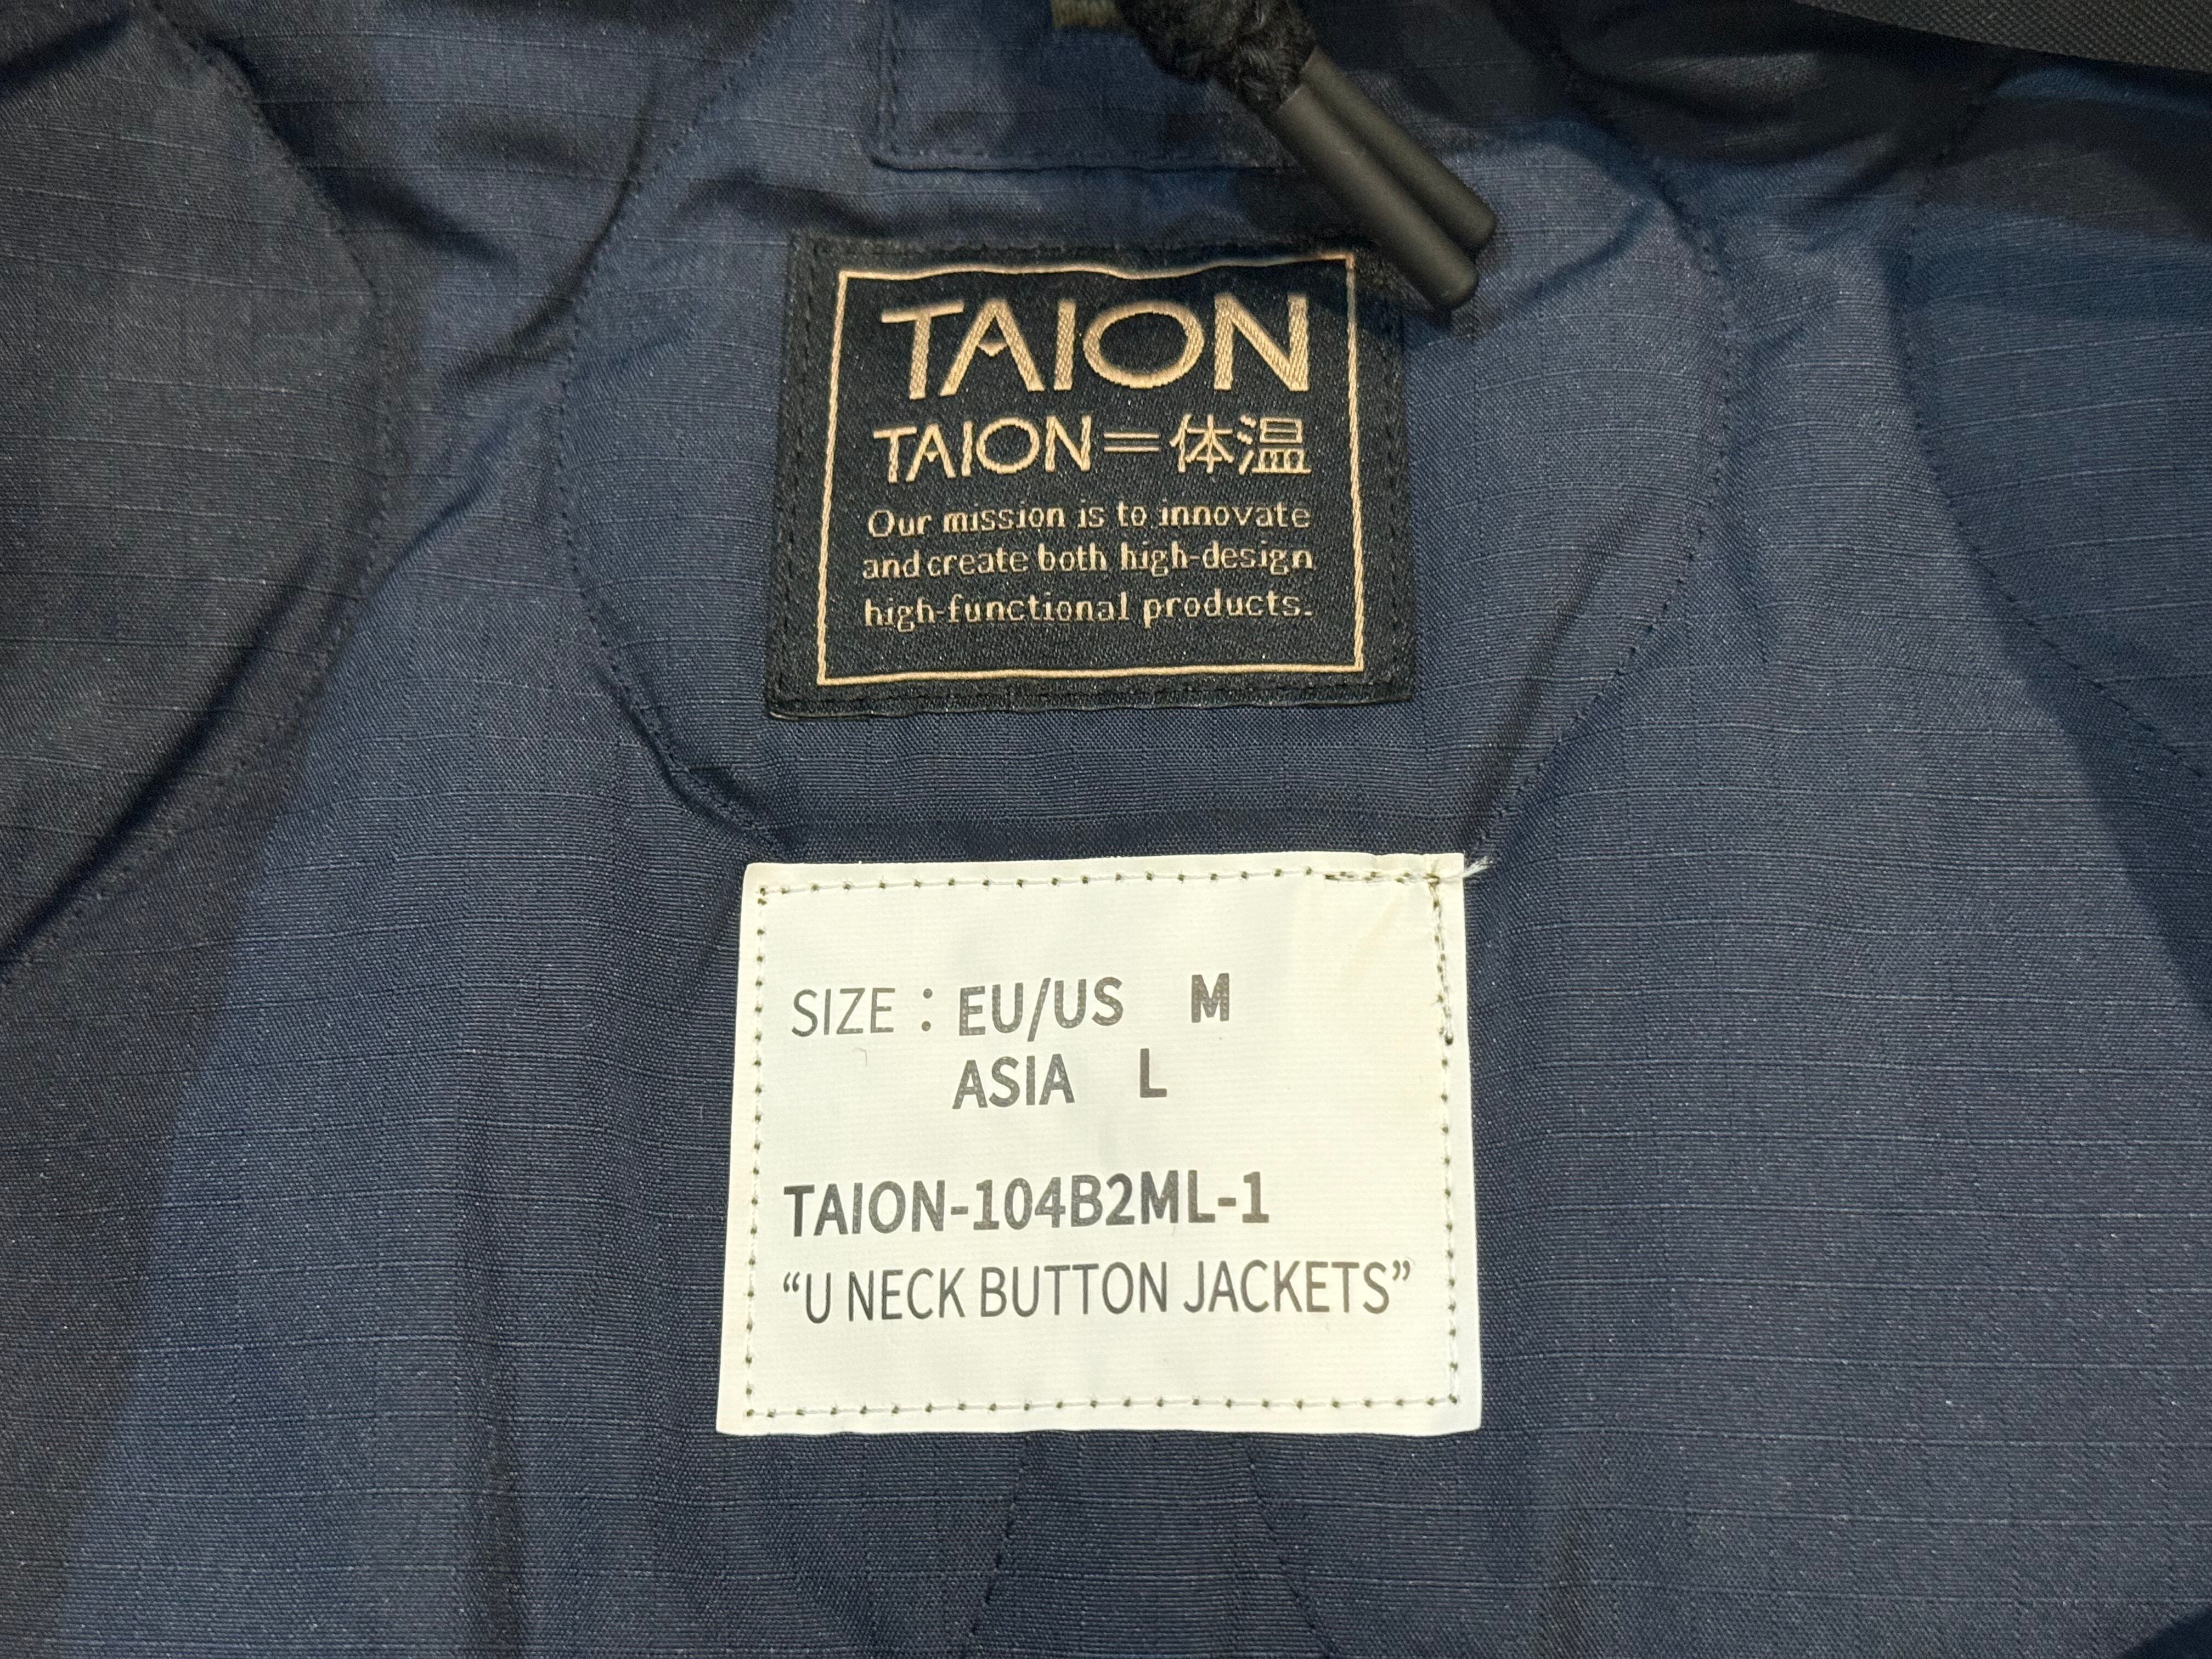 TAION
TAION=体温
Our mission is to innovate
and create both high-design
high-functional products.
SIZE : EU/US M
ASIA L
TAION-104B2ML-1
“U NECK BUTTON JACKETS”